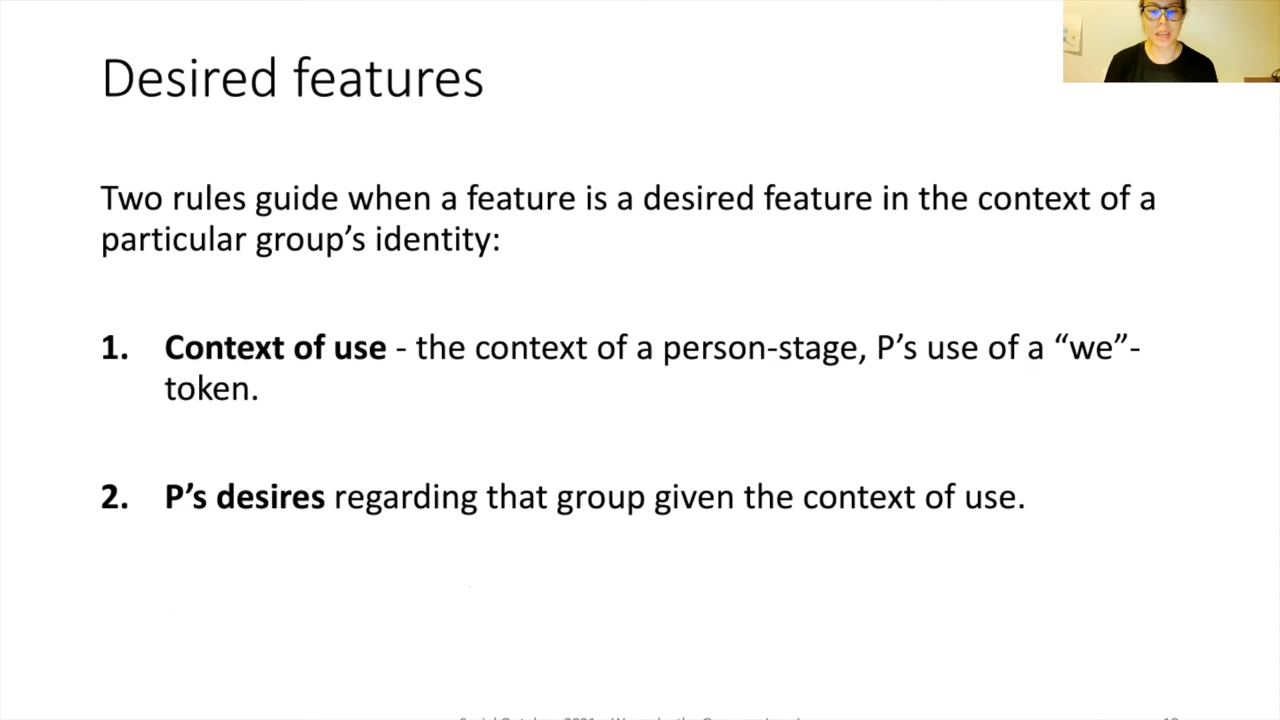 Desired features
Two rules guide when a feature is a desired feature in the context of a
particular group’s identity:
1. Context of use - the context of a person-stage, P’s use of a “we”-
token.
2. P’s desires regarding that group given the context of use.